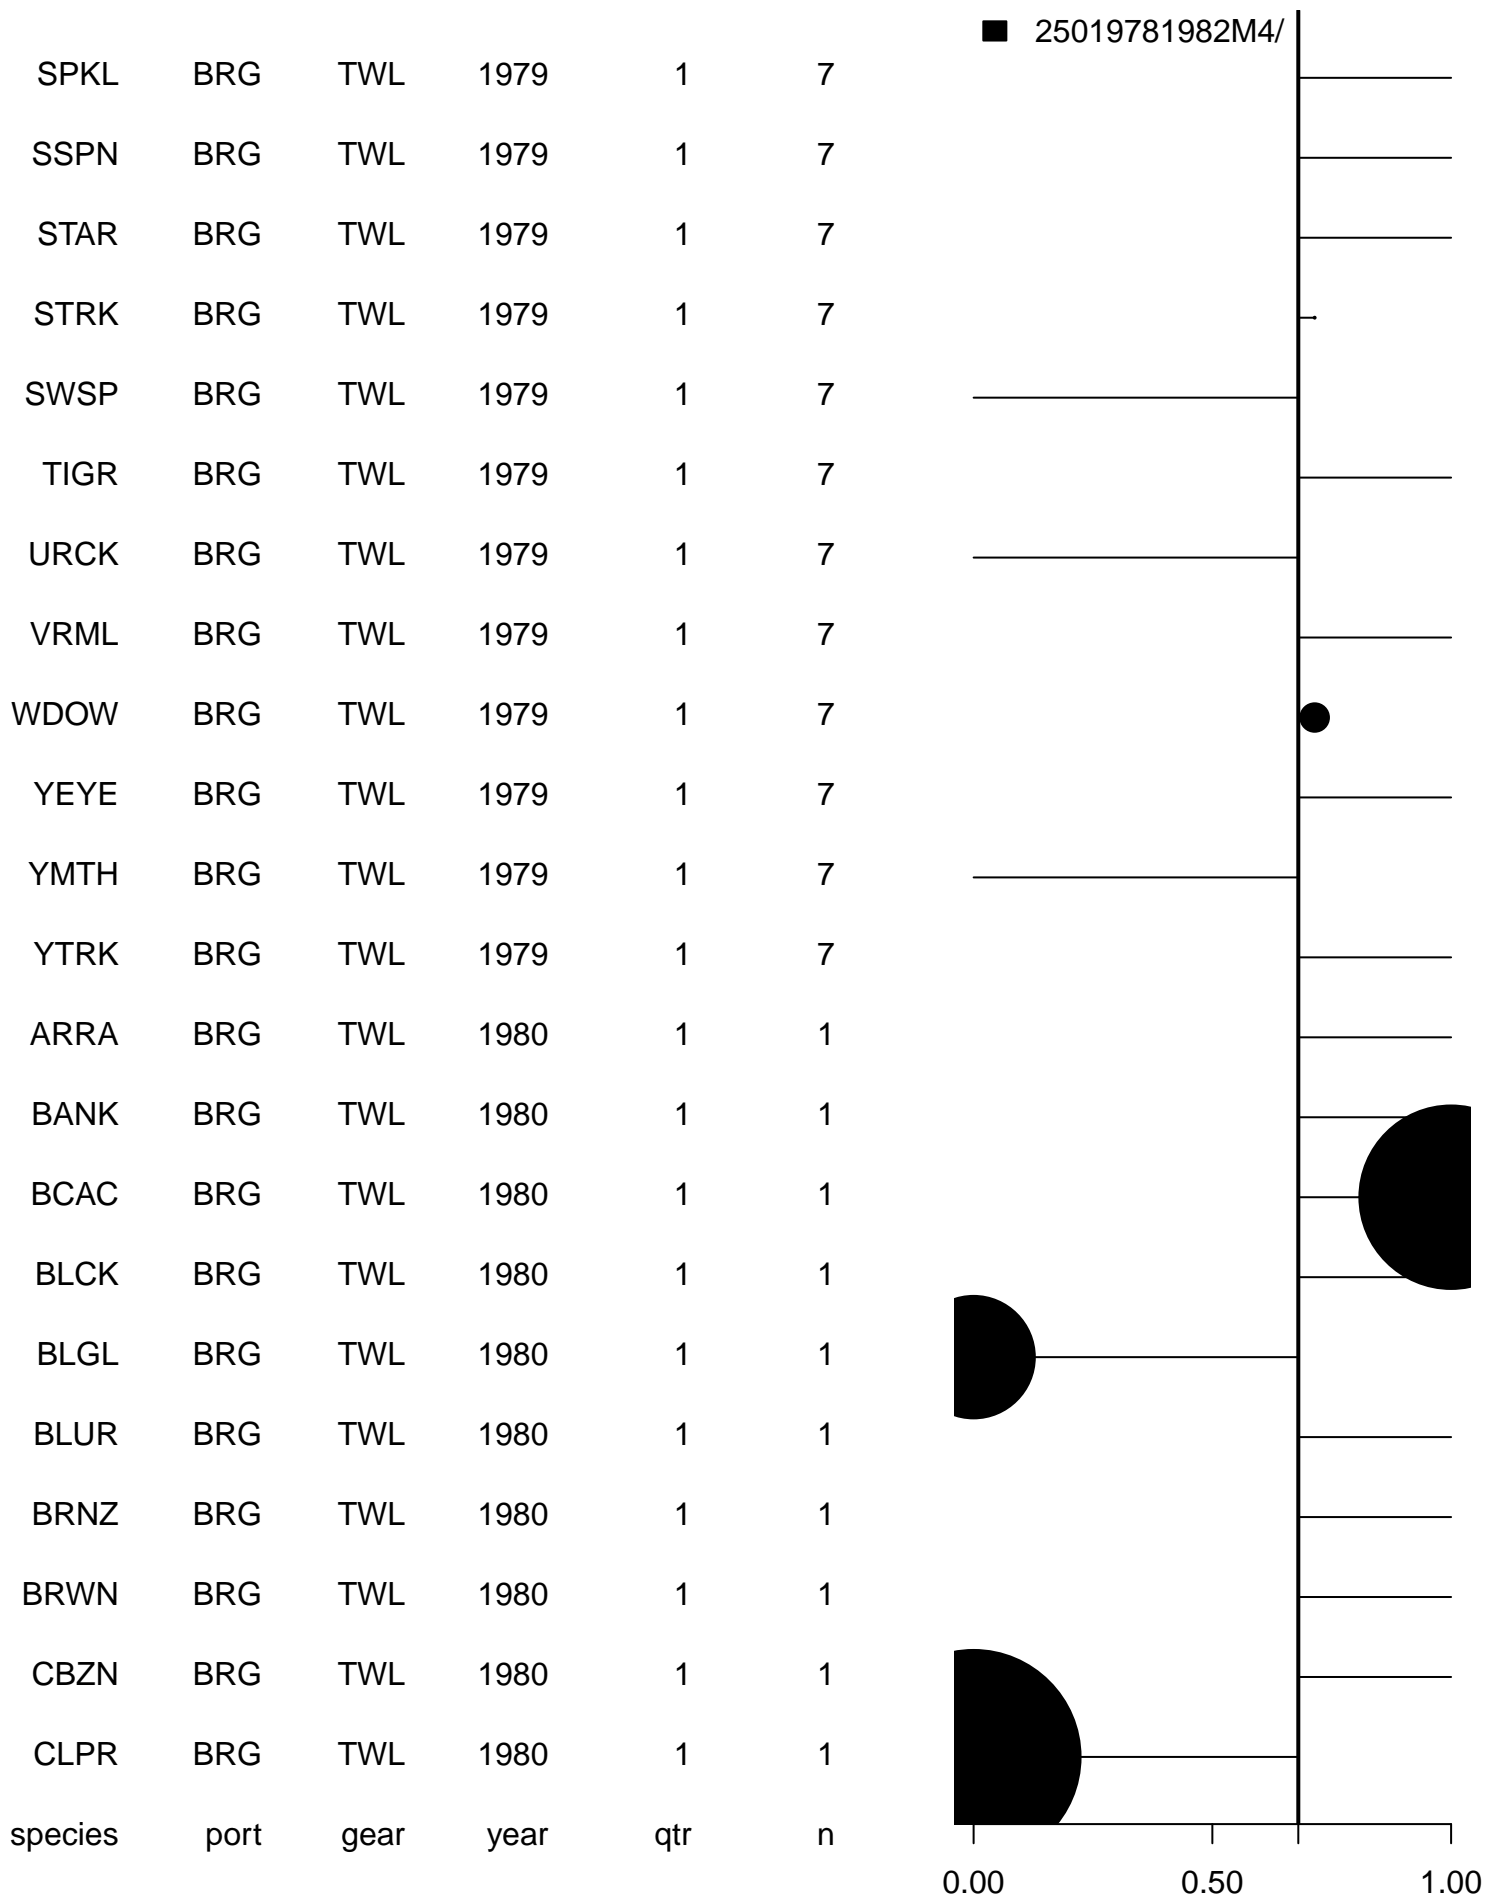 25019781982M4/
SPKL BRG TWL 1979 1 7
SSPN BRG TWL 1979 1 7
STAR BRG TWL 1979 1 7
STRK BRG TWL 1979 1 7
SWSP BRG TWL 1979 1 7
TIGR BRG TWL 1979 1 7
URCK BRG TWL 1979 1 7
VRML BRG TWL 1979 1 7
WDOW BRG TWL 1979 1 7
YEYE BRG TWL 1979 1 7
YMTH BRG TWL 1979 1 7
YTRK BRG TWL 1979 1 7
ARRA BRG TWL 1980 1 1
BANK BRG TWL 1980 1 1
BCAC BRG TWL 1980 1 1
BLCK BRG TWL 1980 1 1
BLGL BRG TWL 1980 1 1
BLUR BRG TWL 1980 1 1
BRNZ BRG TWL 1980 1 1
BRWN BRG TWL 1980 1 1
CBZN BRG TWL 1980 1 1
CLPR BRG TWL 1980 1 1
species port gear year qtr n
0.00 0.50 1.00